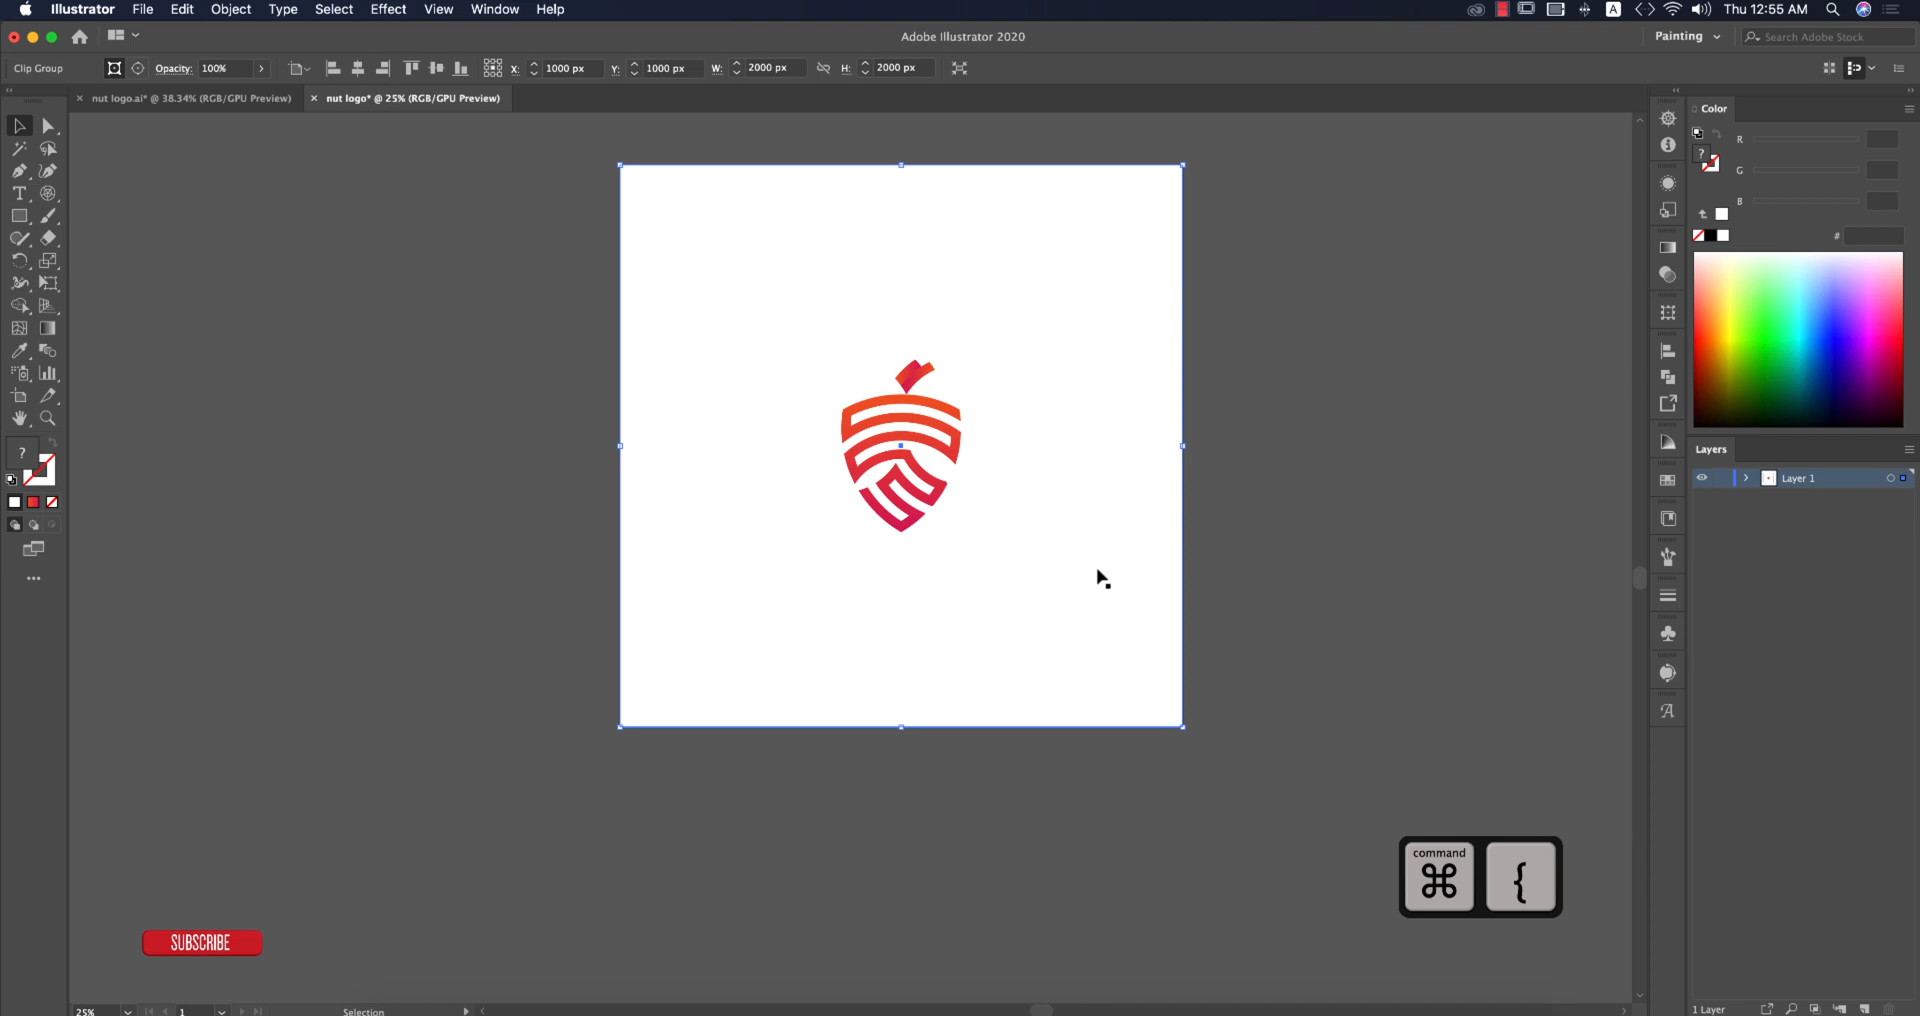 Illustrator File Edit Object Type Select Effect View Window Help
A Thu 12:55 AM
Adobe Illustrator 2020
Painting
Search Adobe Stock
Clip Group Opacity: 100% X: 1000 px Y: 1000 px W: 2000 px H: 2000 px
nut logo.ai* @ 38.34% (RGB/GPU Preview) nut logo* @ 25% (RGB/GPU Preview)
Color
R
G
B
#
Layers
Layer 1
?
?
command
⌘ {
SUBSCRIBE
25% 1 Selection
1 Layer